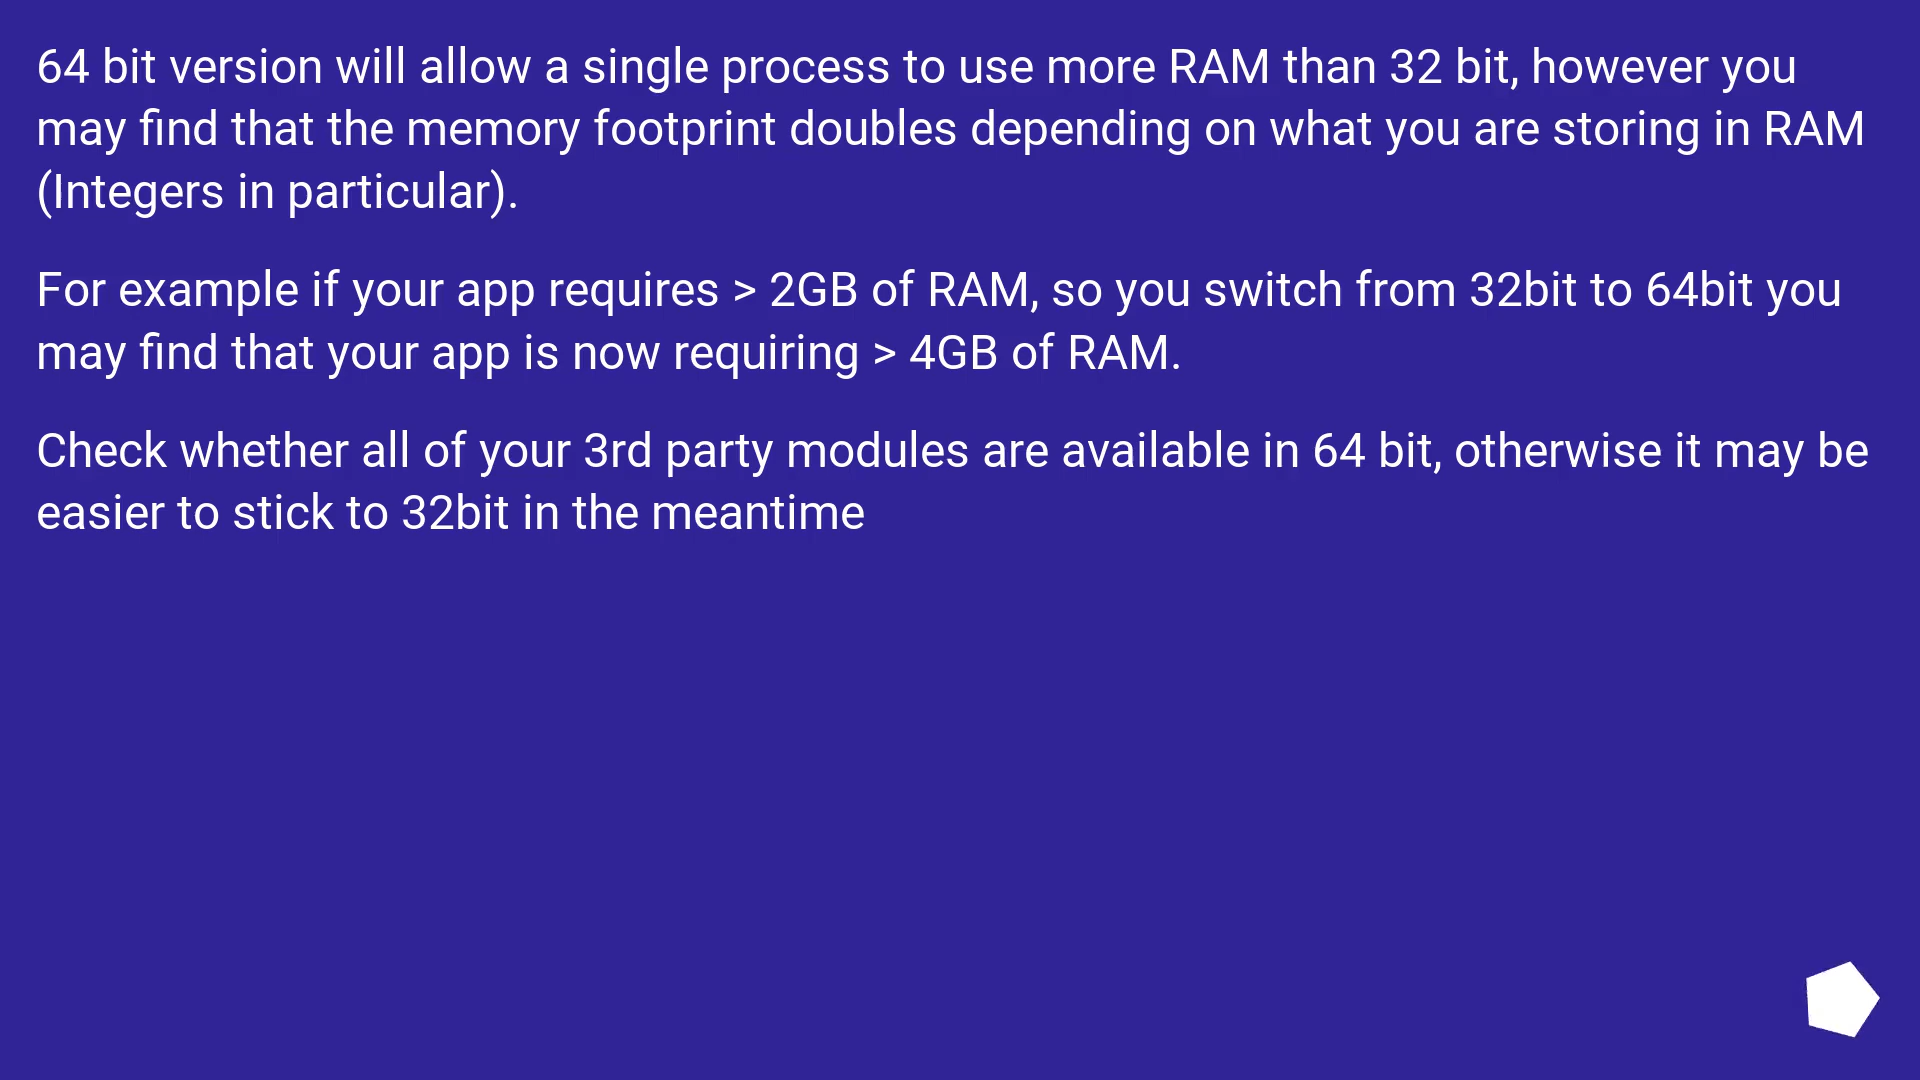 64 bit version will allow a single process to use more RAM than 32 bit, however you
may find that the memory footprint doubles depending on what you are storing in RAM
(Integers in particular).
For example if your app requires > 2GB of RAM, so you switch from 32bit to 64bit you
may find that your app is now requiring > 4GB of RAM.
Check whether all of your 3rd party modules are available in 64 bit, otherwise it may be
easier to stick to 32bit in the meantime